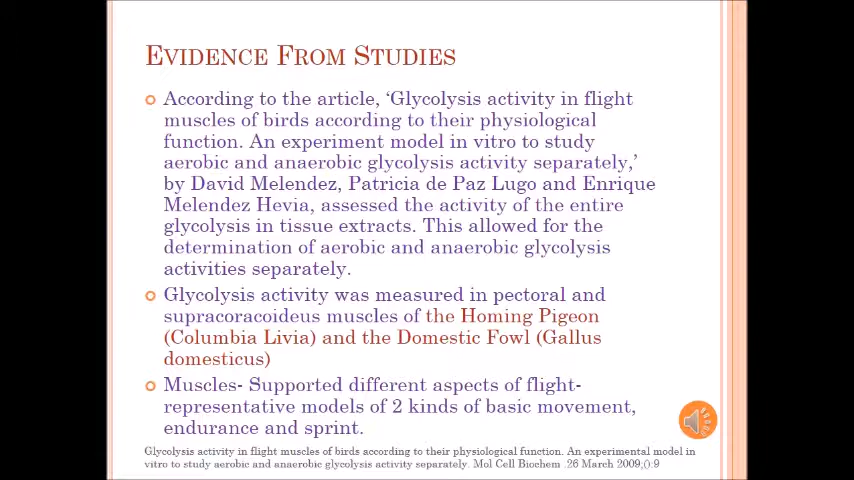 EVIDENCE FROM STUDIES
According to the article, ‘Glycolysis activity in flight
muscles of birds according to their physiological
function. An experiment model in vitro to study
aerobic and anaerobic glycolysis activity separately,’
by David Melendez, Patricia de Paz Lugo and Enrique
Melendez Hevia, assessed the activity of the entire
glycolysis in tissue extracts. This allowed for the
determination of aerobic and anaerobic glycolysis
activities separately.
Glycolysis activity was measured in pectoral and
supracoracoideus muscles of the Homing Pigeon
(Columbia Livia) and the Domestic Fowl (Gallus
domesticus)
Muscles- Supported different aspects of flight-
representative models of 2 kinds of basic movement,
endurance and sprint.
Glycolysis activity in flight muscles of birds according to their physiological function. An experimental model in
vitro to study aerobic and anaerobic glycolysis activity separately. Mol Cell Biochem .26 March 2009,():9